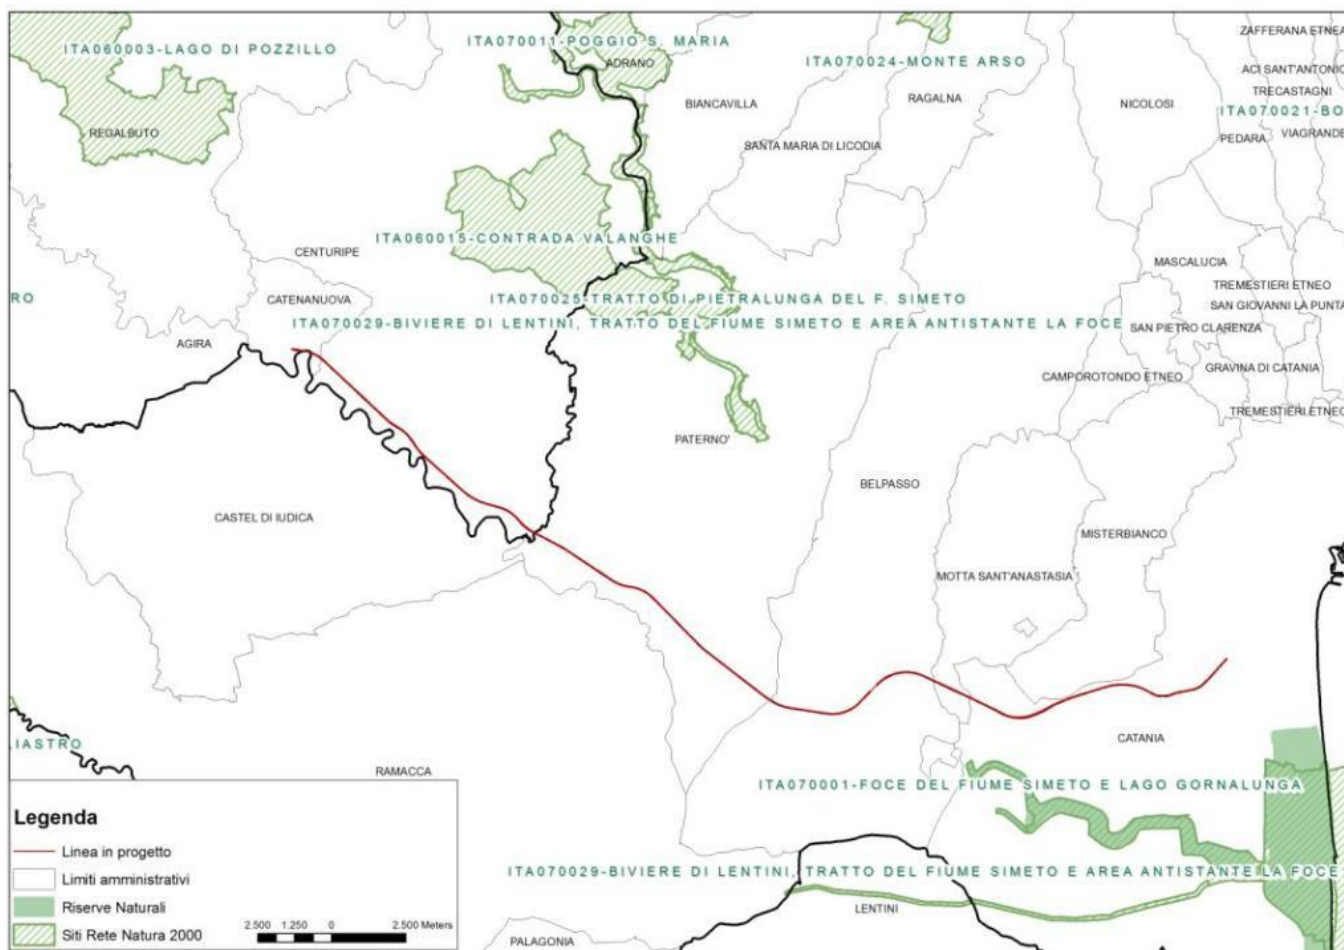 ZAFFERANA ETNEA
ITA060003-LAGO DI POZZILLO
ITA070011-POGGIO S. MARIA
ADRANO
ITA070024-MONTE ARSO
ACI SANT'ANTONIO
TRECASTAGNI
BIANCAVILLA
RAGALNA
NICOLOSI
ITA070021-BO
REGALBUTO
PEDARA
VIAGRANDE
SANTA MARIA DI LICODIA
ITA060015-CONTRADA VALANGHE
CENTURIPE
MASCALUCIA
TREMESTIERI ETNEO
CATENANUOVA
RO
ITA070025-TRATTO DI PIETRALUNGA DEL F. SIMETO
SAN GIOVANNI LA PUNTA
ITA070029-BIVIERE DI LENTINI, TRATTO DEL FIUME SIMETO E AREA ANTISTANTE LA FOCE
SAN PIETRO CLARENZA
AGIRA
GRAVINA DI CATANIA
CAMPOROTONDO ETNEO
TREMESTIERI ETNEO
PATERNO'
BELPASSO
CASTEL DI IUDICA
MISTERBIANCO
MOTTA SANT'ANASTASIA
CATANIA
LIASTRO
RAMACCA
ITA070001-FOCE DEL FIUME SIMETO E LAGO GORNALUNGA
ITA070029-BIVIERE DI LENTINI, TRATTO DEL FIUME SIMETO E AREA ANTISTANTE LA FOCE
LENTINI
PALAGONIA
Legenda
Linea in progetto
Limiti amministrativi
Riserve Naturali
Siti Rete Natura 2000
2.500 1.250 0 2.500 Meters